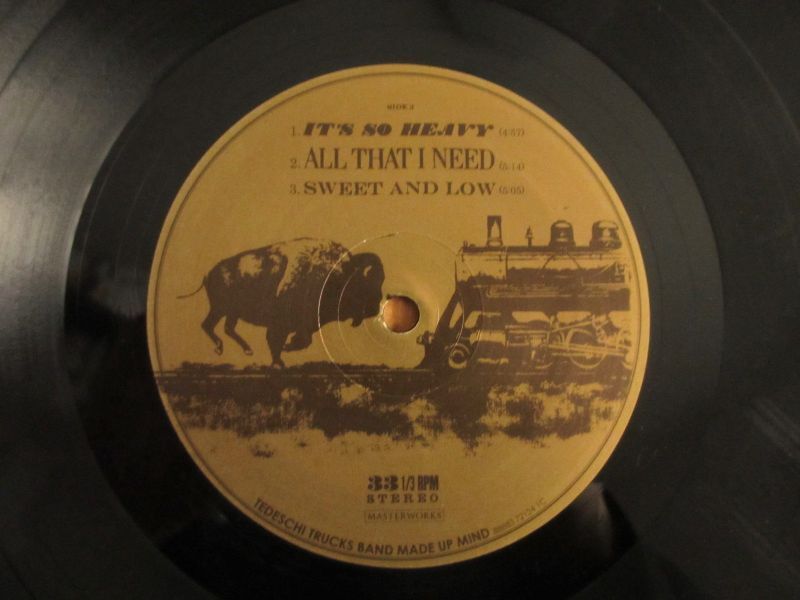 SIDE 3
1. IT'S SO HEAVY (4:57)
2. ALL THAT I NEED (5:14)
3. SWEET AND LOW (5:05)
33 1/3 RPM
STEREO
MASTERWORKS
TEDESCHI TRUCKS BAND MADE UP MIND